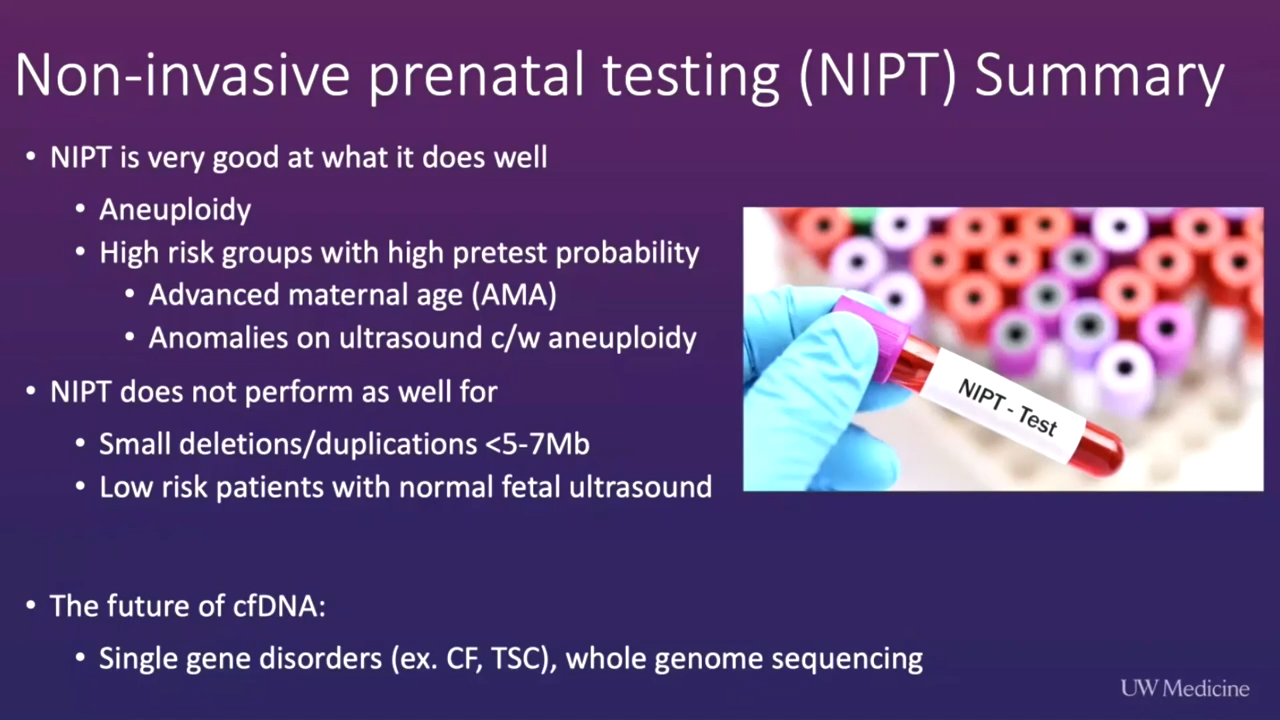 Non-invasive prenatal testing (NIPT) Summary
• NIPT is very good at what it does well
• Aneuploidy
• High risk groups with high pretest probability
• Advanced maternal age (AMA)
• Anomalies on ultrasound c/w aneuploidy
• NIPT does not perform as well for
• Small deletions/duplications <5-7Mb
• Low risk patients with normal fetal ultrasound
NIPT - Test
• The future of cfDNA:
• Single gene disorders (ex. CF, TSC), whole genome sequencing
UW Medicine